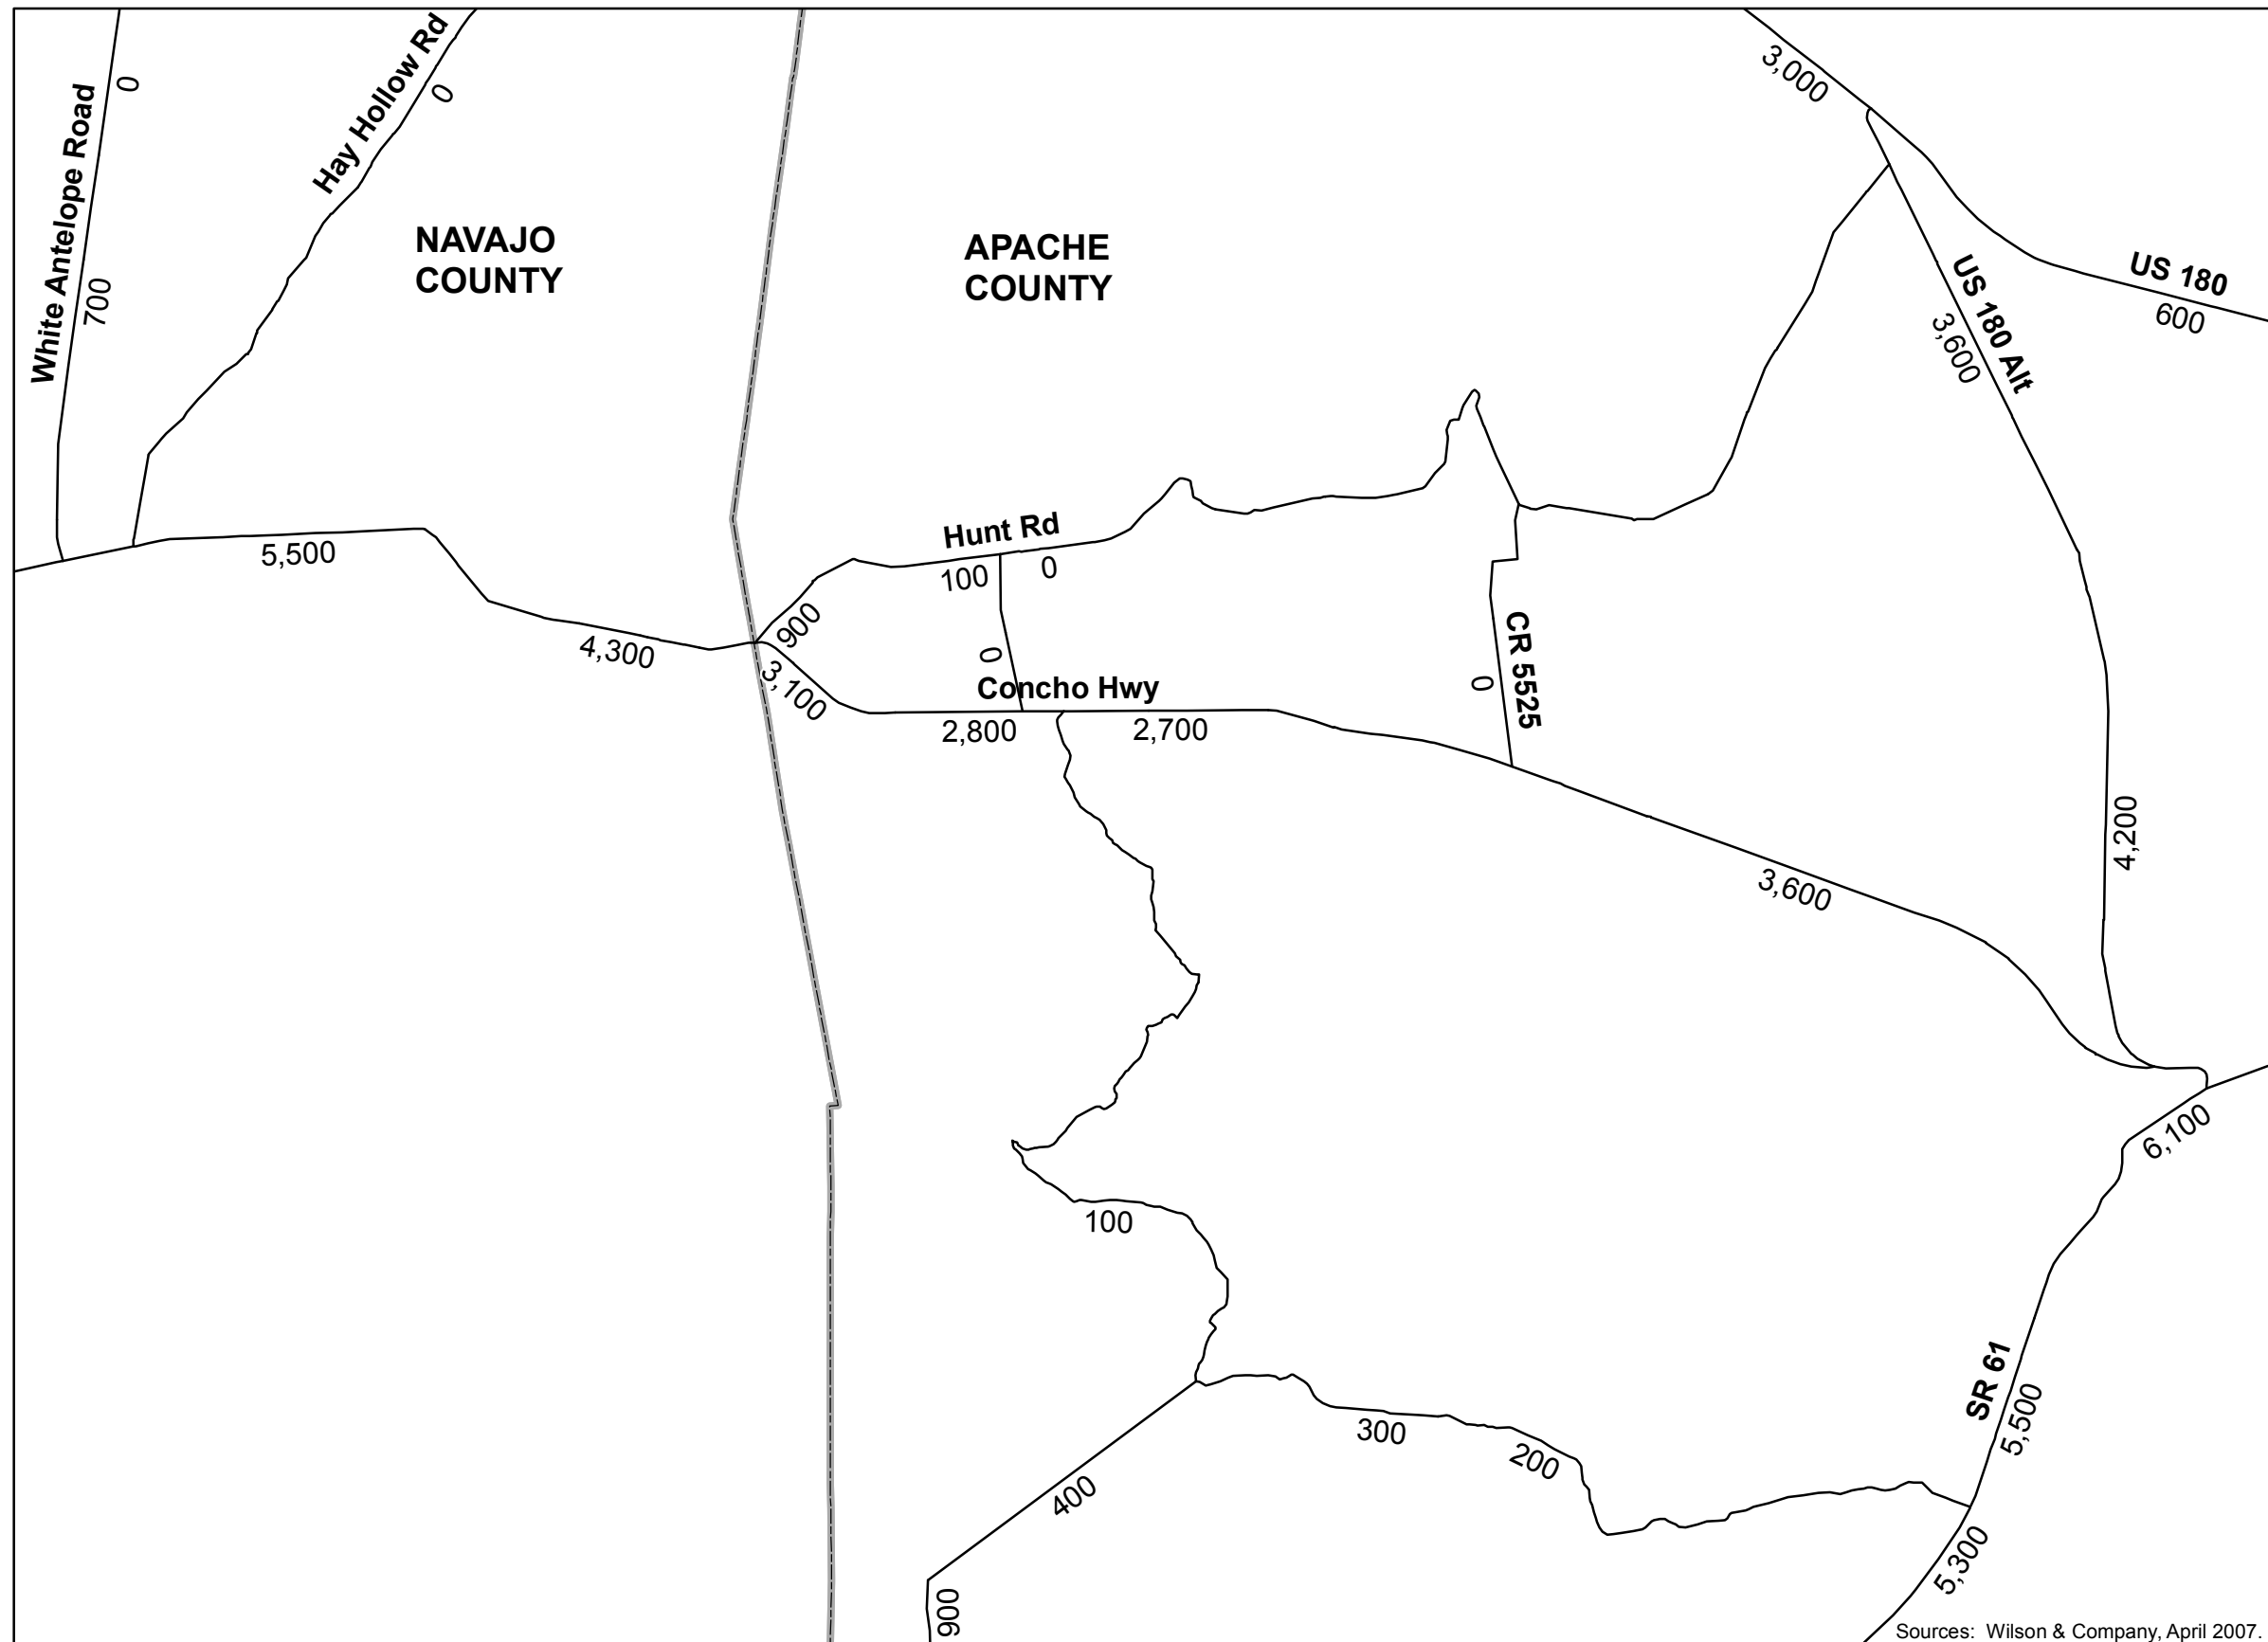 White Antelope Road
0
700
Hay Hollow Rd
0
NAVAJO
COUNTY
APACHE
COUNTY
3,000
US 180
600
US 180 Alt
3,600
5,500
4,300
Hunt Rd
900
100
0
0
3,100
Concho Hwy
2,800
2,700
CR 5525
0
3,600
4,200
6,100
100
SR 61
5,500
300
200
400
5,300
900
Sources: Wilson & Company, April 2007.